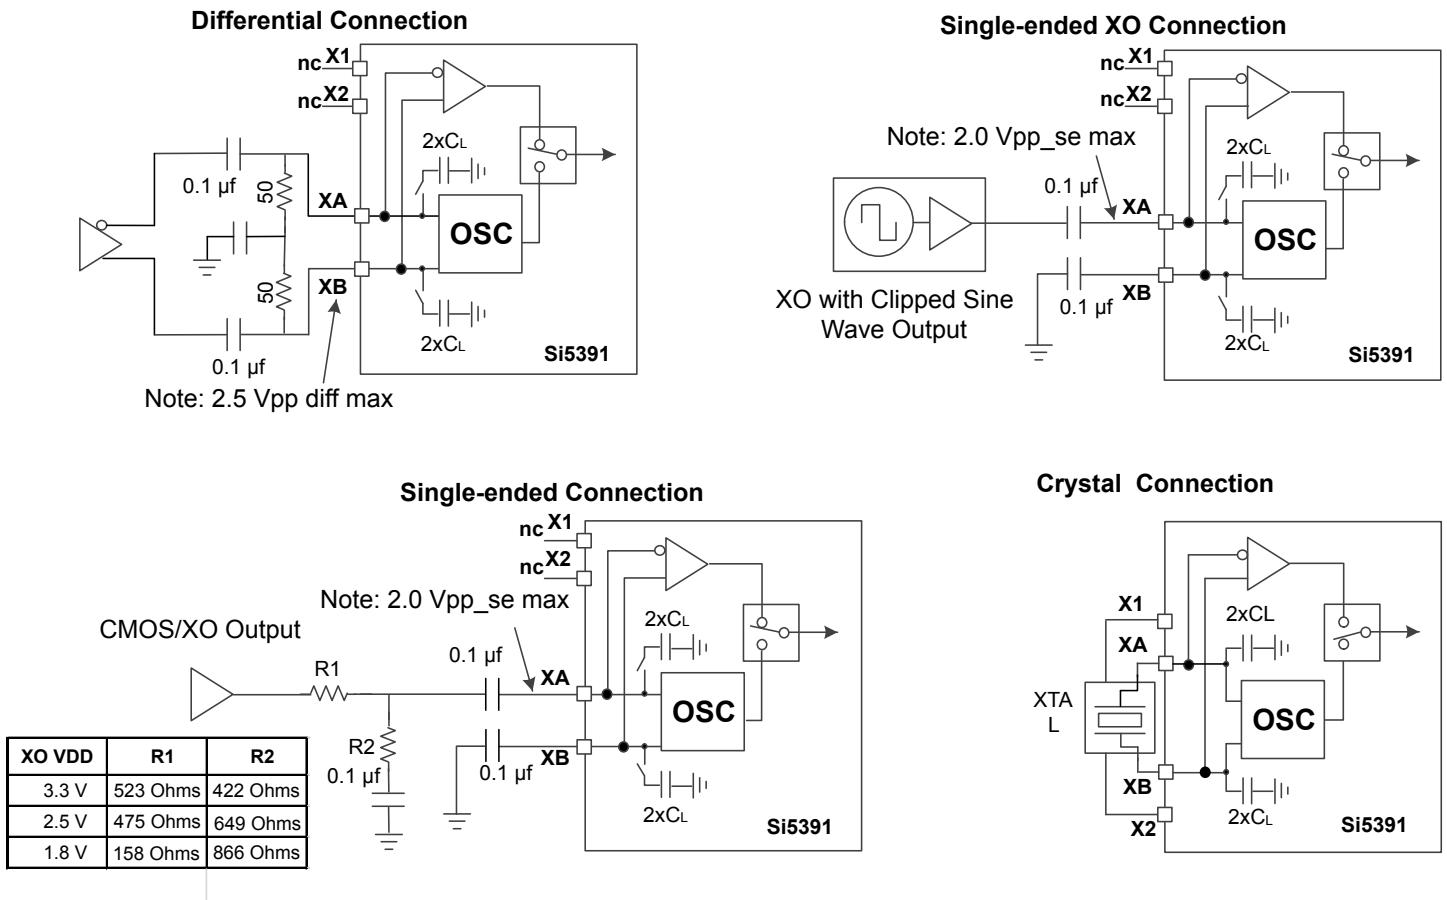 Differential Connection
nc X1
nc X2
2xCL
0.1 µf
50
XA
OSC
50
XB
2xCL
0.1 µf
Si5391
Note: 2.5 Vpp diff max
Single-ended XO Connection
nc X1
nc X2
Note: 2.0 Vpp_se max
2xCL
0.1 µf
XA
OSC
XO with Clipped Sine
Wave Output
0.1 µf
XB
2xCL
Si5391
Single-ended Connection
nc X1
nc X2
Note: 2.0 Vpp_se max
CMOS/XO Output
2xCL
0.1 µf
R1
XA
OSC
R2
XB
0.1 µf
0.1 µf
2xCL
Si5391
XO VDD R1 R2
3.3 V 523 Ohms 422 Ohms
2.5 V 475 Ohms 649 Ohms
1.8 V 158 Ohms 866 Ohms
Crystal Connection
X1
2xCL
XA
XTA
L
OSC
XB
2xCL
X2
Si5391